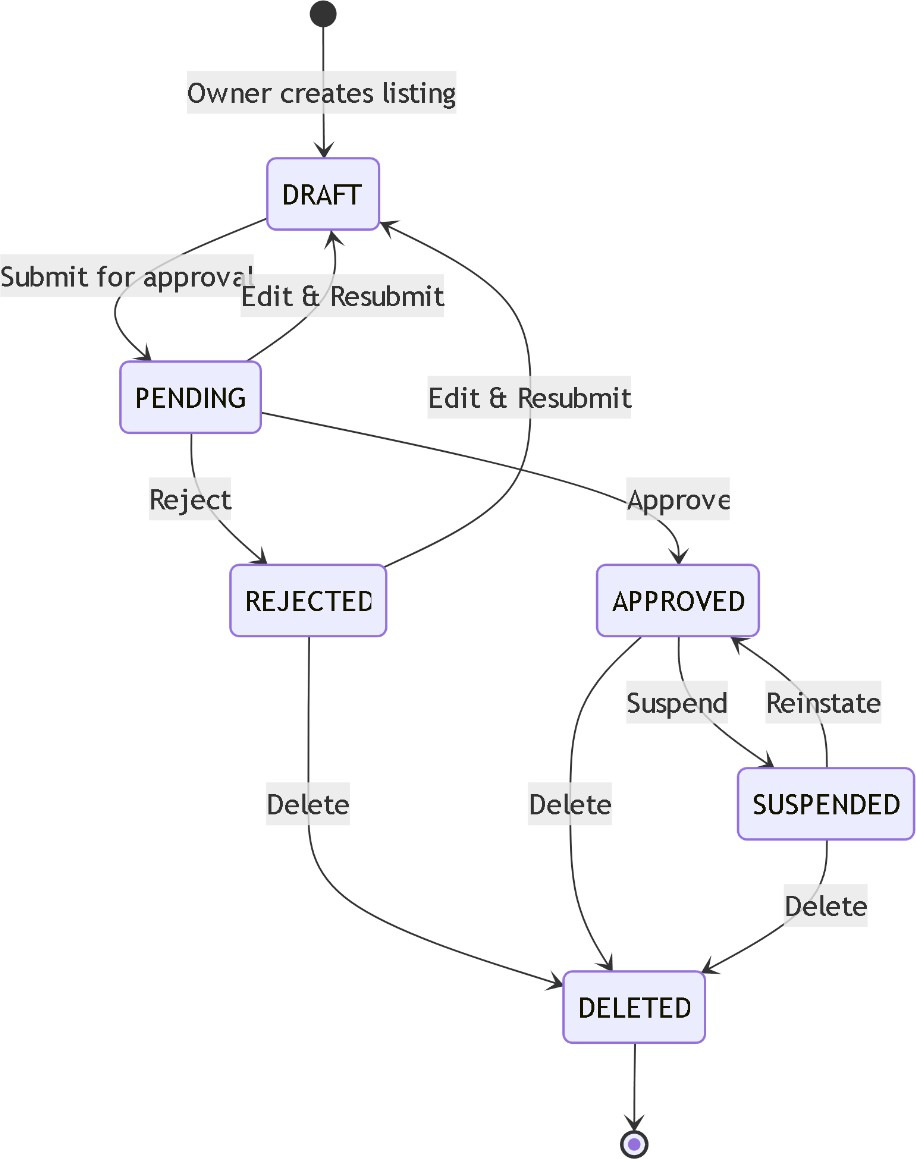 Owner creates listing
DRAFT
Submit for approval
Edit & Resubmit
PENDING
Edit & Resubmit
Reject
Approve
REJECTED
APPROVED
Suspend
Reinstate
Delete
Delete
SUSPENDED
Delete
DELETED